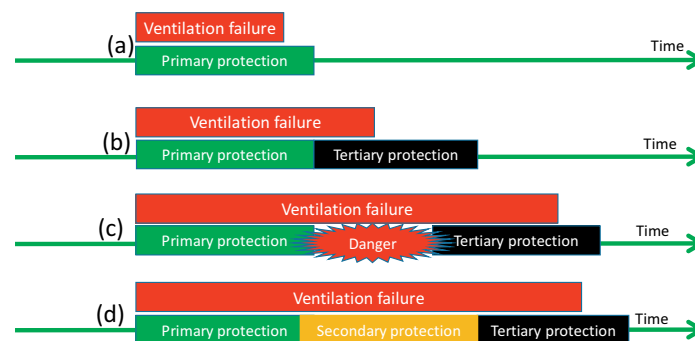 Ventilation failure
(a)
Time
Primary protection
Ventilation failure
(b)
Time
Primary protection Tertiary protection
Ventilation failure
(c)
Time
Primary protection Danger Tertiary protection
Ventilation failure
(d)
Time
Primary protection Secondary protection Tertiary protection